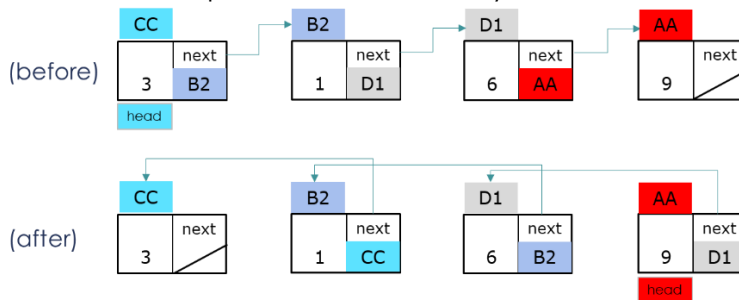 CC B2 D1 AA
next next next next
(before)
3 B2 1 D1 6 AA 9
head
CC B2 D1 AA
next next next next
(after)
3 1 CC 6 B2 9 D1
head